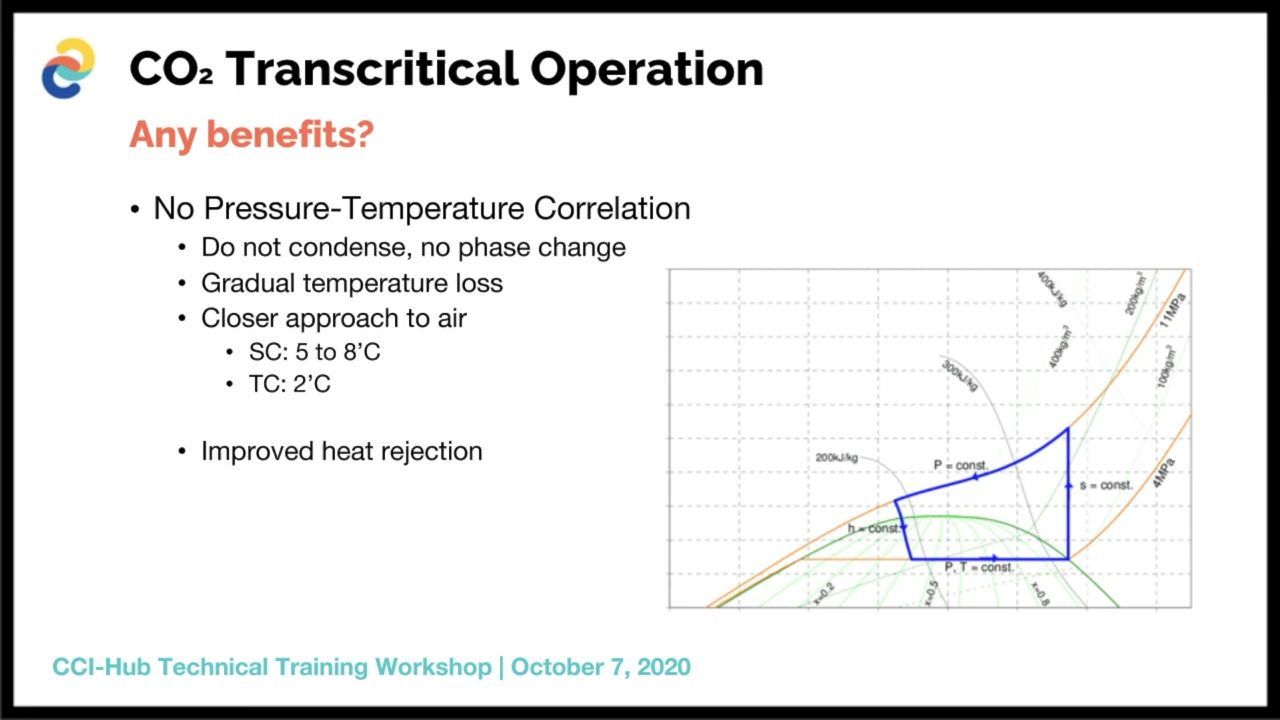 CO₂ Transcritical Operation
Any benefits?
• No Pressure-Temperature Correlation
• Do not condense, no phase change
• Gradual temperature loss
• Closer approach to air
• SC: 5 to 8'C
• TC: 2'C
• Improved heat rejection
400kJ/kg
200kg/m³
11MPa
400kg/m³
100kg/m³
300kJ/kg
200kJ/kg
P = const.
4MPa
s = const.
h = const.
P, T = const.
x=0.2
x=0.5
x=0.8
CCI-Hub Technical Training Workshop | October 7, 2020